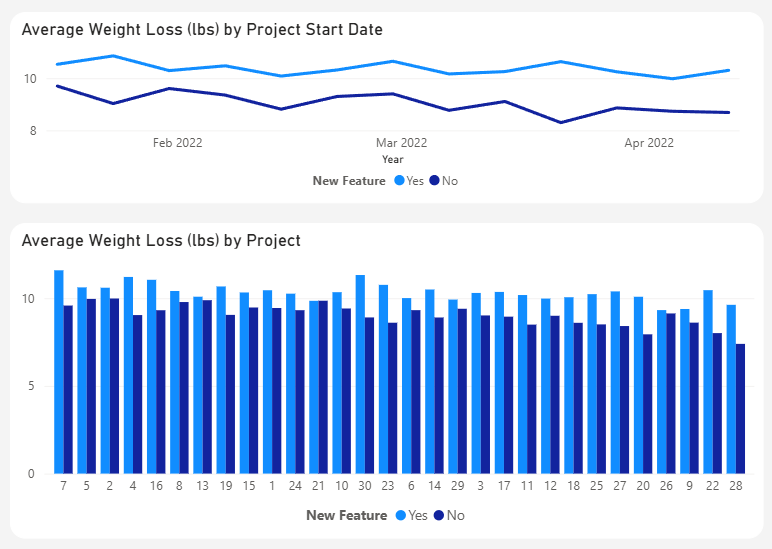 Average Weight Loss (lbs) by Project Start Date
10
8
Feb 2022 Mar 2022 Apr 2022
Year
New Feature Yes No
Average Weight Loss (lbs) by Project
10
5
0
7 5 2 4 16 8 13 19 15 1 24 21 10 30 23 6 14 29 3 17 11 12 18 25 27 20 26 9 22 28
New Feature Yes No